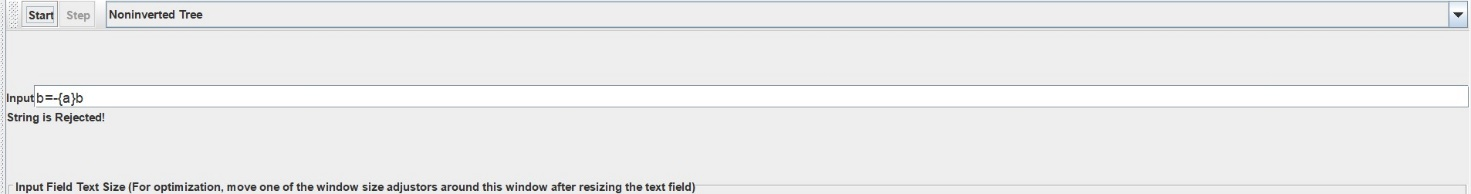 Start Step Noninverted Tree
Input b=-{a}b
String is Rejected!
Input Field Text Size (For optimization, move one of the window size adjustors around this window after resizing the text field)